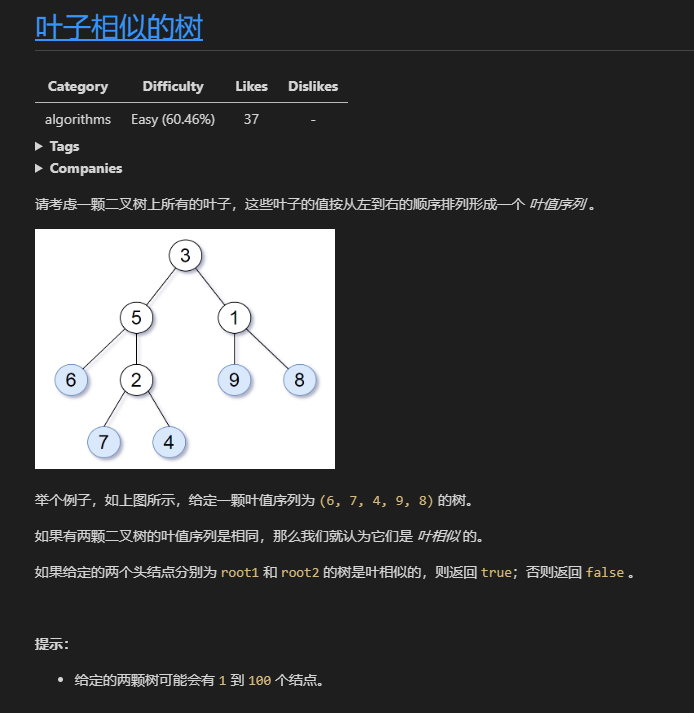 叶子相似的树
Category Difficulty Likes Dislikes
algorithms Easy (60.46%) 37 -
Tags
Companies
请考虑一颗二叉树上所有的叶子，这些叶子的值按从左到右的顺序排列形成一个 叶值序列 。
3
5 1
6 2 9 8
7 4
举个例子，如上图所示，给定一颗叶值序列为 (6, 7, 4, 9, 8) 的树。
如果有两颗二叉树的叶值序列是相同，那么我们就认为它们是 叶相似 的。
如果给定的两个头结点分别为 root1 和 root2 的树是叶相似的，则返回 true；否则返回 false 。
提示：
• 给定的两颗树可能会有 1 到 100 个结点。